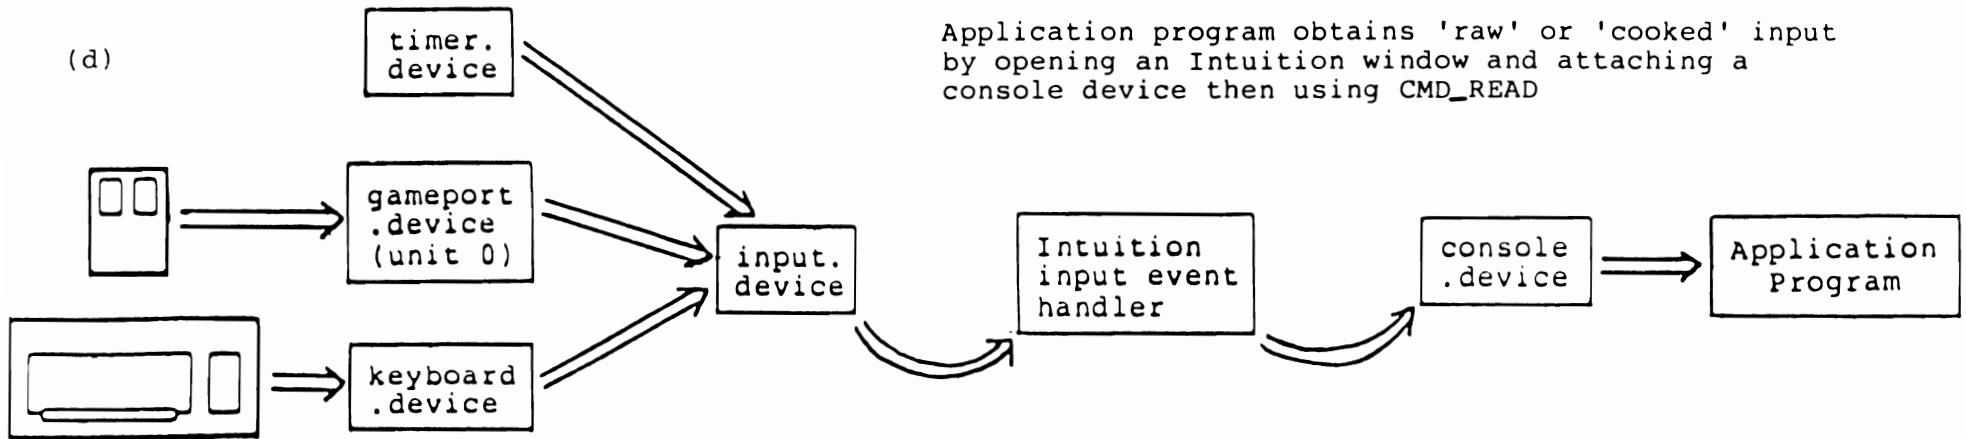 (d)
timer.
device
Application program obtains 'raw' or 'cooked' input
by opening an Intuition window and attaching a
console device then using CMD_READ
gameport
.device
(unit 0)
keyboard
.device
input.
device
Intuition
input event
handler
console
.device
Application
Program